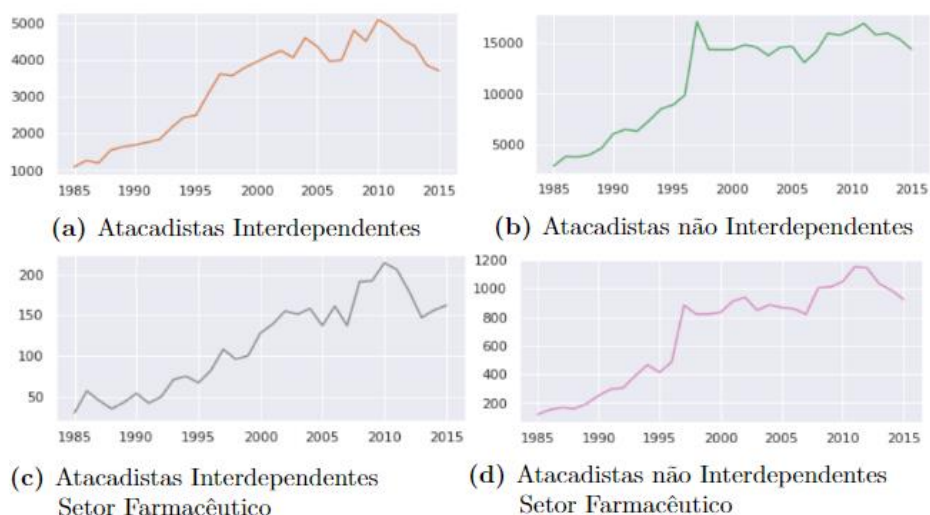 5000
4000
3000
2000
1000
1985 1990 1995 2000 2005 2010 2015
(a) Atacadistas Interdependentes
15000
10000
5000
1985 1990 1995 2000 2005 2010 2015
(b) Atacadistas não Interdependentes
200
150
100
50
1985 1990 1995 2000 2005 2010 2015
(c) Atacadistas Interdependentes
Setor Farmacêutico
1200
1000
800
600
400
200
1985 1990 1995 2000 2005 2010 2015
(d) Atacadistas não Interdependentes
Setor Farmacêutico